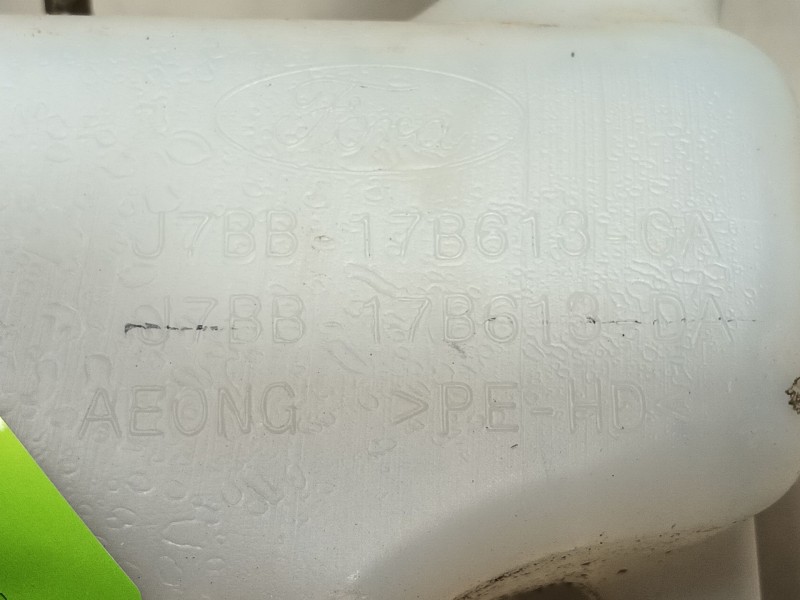 Ford
J7BB-17B613-CA
J7BB-17B613-DA
AEONG >PE-HD<